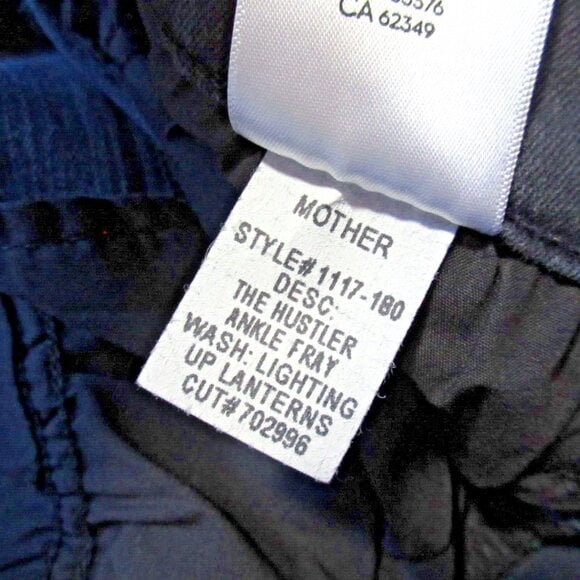 CA 62349
MOTHER
STYLE# 1117-180
DESC:
THE HUSTLER
ANKLE FRAY
WASH: LIGHTING
UP LANTERNS
CUT# 702996